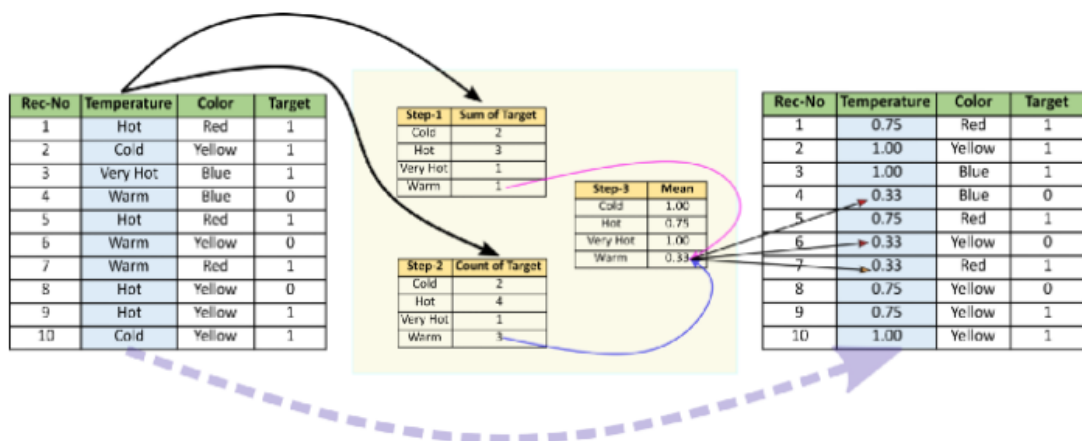 Rec-No Temperature Color Target
1 Hot Red 1
2 Cold Yellow 1
3 Very Hot Blue 1
4 Warm Blue 0
5 Hot Red 1
6 Warm Yellow 0
7 Warm Red 1
8 Hot Yellow 0
9 Hot Yellow 1
10 Cold Yellow 1
Step-1 Sum of Target
Cold 2
Hot 3
Very Hot 1
Warm 1
Step-2 Count of Target
Cold 2
Hot 4
Very Hot 1
Warm 3
Step-3 Mean
Cold 1.00
Hot 0.75
Very Hot 1.00
Warm 0.33
Rec-No Temperature Color Target
1 0.75 Red 1
2 1.00 Yellow 1
3 1.00 Blue 1
4 0.33 Blue 0
5 0.75 Red 1
6 0.33 Yellow 0
7 0.33 Red 1
8 0.75 Yellow 0
9 0.75 Yellow 1
10 1.00 Yellow 1